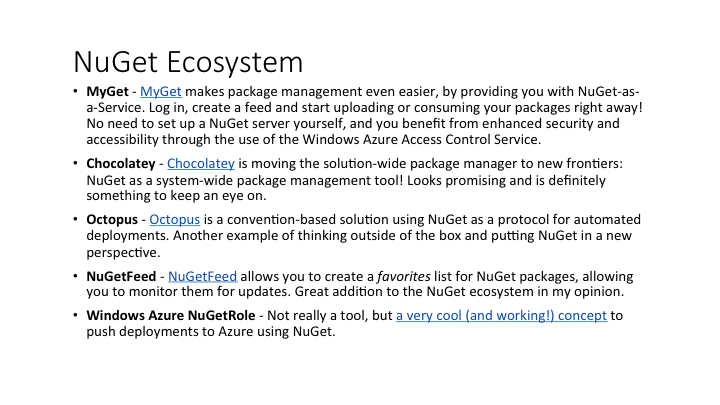 NuGet Ecosystem
• MyGet - MyGet makes package management even easier, by providing you with NuGet-as-
a-Service. Log in, create a feed and start uploading or consuming your packages right away!
No need to set up a NuGet server yourself, and you benefit from enhanced security and
accessibility through the use of the Windows Azure Access Control Service.
• Chocolatey - Chocolatey is moving the solution-wide package manager to new frontiers:
NuGet as a system-wide package management tool! Looks promising and is definitely
something to keep an eye on.
• Octopus - Octopus is a convention-based solution using NuGet as a protocol for automated
deployments. Another example of thinking outside of the box and putting NuGet in a new
perspective.
• NuGetFeed - NuGetFeed allows you to create a favorites list for NuGet packages, allowing
you to monitor them for updates. Great addition to the NuGet ecosystem in my opinion.
• Windows Azure NuGetRole - Not really a tool, but a very cool (and working!) concept to
push deployments to Azure using NuGet.